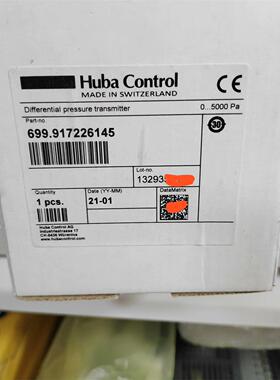 Huba Control
MADE IN SWITZERLAND
CE
Differential pressure transmitter
0...5000 Pa
Part-no.
699.917226145
30
Lot-no.
13293
Quantity
1 pcs.
Date (YY-MM)
21-01
DataMatrix
Huba Control AG
Industriestrasse 17
CH-5436 Würenlos
www.hubacontrol.com